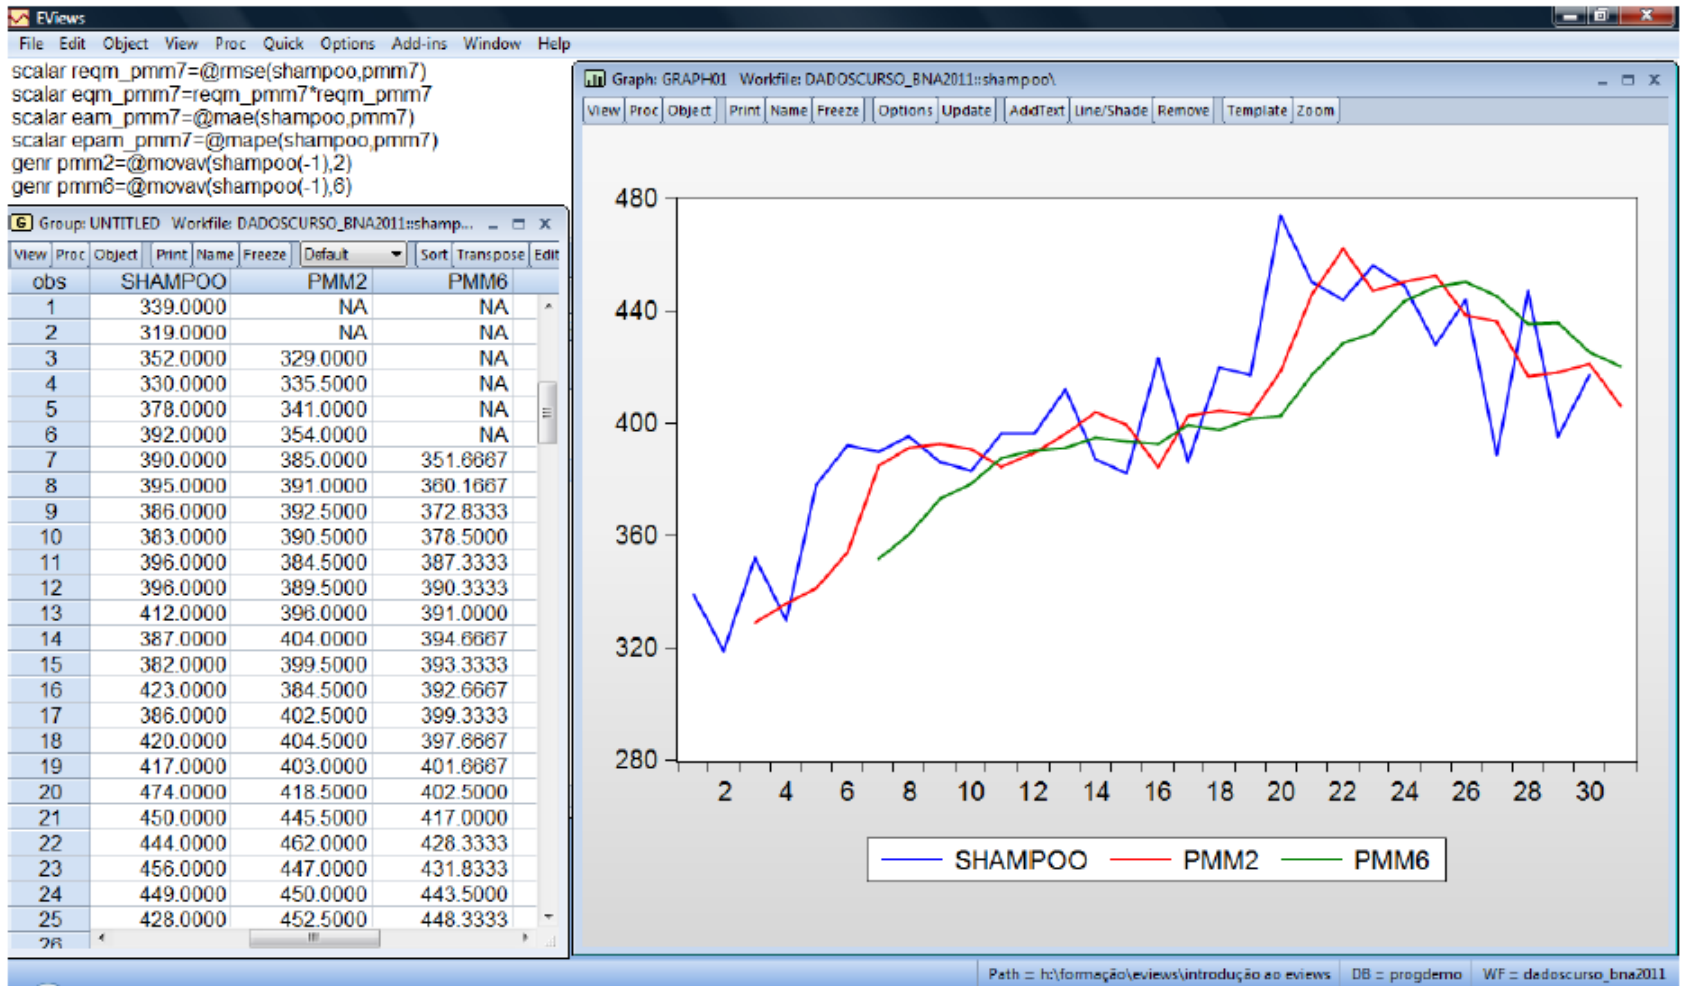 EViews
File Edit Object View Proc Quick Options Add-ins Window Help
scalar reqm_pmm7=@rmse(shampoo,pmm7)
scalar eqm_pmm7=reqm_pmm7*reqm_pmm7
scalar eam_pmm7=@mae(shampoo,pmm7)
scalar epam_pmm7=@mape(shampoo,pmm7)
genr pmm2=@movav(shampoo(-1),2)
genr pmm6=@movav(shampoo(-1),6)
G Group: UNTITLED Workfile: DADOSCURSO_BNA2011::shamp...
View Proc Object Print Name Freeze Default Sort Transpose Edit
obs SHAMPOO PMM2 PMM6
1 339.0000 NA NA
2 319.0000 NA NA
3 352.0000 329.0000 NA
4 330.0000 335.5000 NA
5 378.0000 341.0000 NA
6 392.0000 354.0000 NA
7 390.0000 385.0000 351.6667
8 395.0000 391.0000 360.1667
9 386.0000 392.5000 372.8333
10 383.0000 390.5000 378.5000
11 396.0000 384.5000 387.3333
12 396.0000 389.5000 390.3333
13 412.0000 396.0000 391.0000
14 387.0000 404.0000 394.6667
15 382.0000 399.5000 393.3333
16 423.0000 384.5000 392.6667
17 386.0000 402.5000 399.3333
18 420.0000 404.5000 397.6667
19 417.0000 403.0000 401.6667
20 474.0000 418.5000 402.5000
21 450.0000 445.5000 417.0000
22 444.0000 462.0000 428.3333
23 456.0000 447.0000 431.8333
24 449.0000 450.0000 443.5000
25 428.0000 452.5000 448.3333
26
Graph: GRAPH01 Workfile: DADOSCURSO_BNA2011::shampoo\
View Proc Object Print Name Freeze Options Update AddText Line/Shade Remove Template Zoom
480
440
400
360
320
280
2 4 6 8 10 12 14 16 18 20 22 24 26 28 30
SHAMPOO PMM2 PMM6
Path = h:\formação\eviews\introdução ao eviews DB = progdemo WF = dadoscurso_bna2011